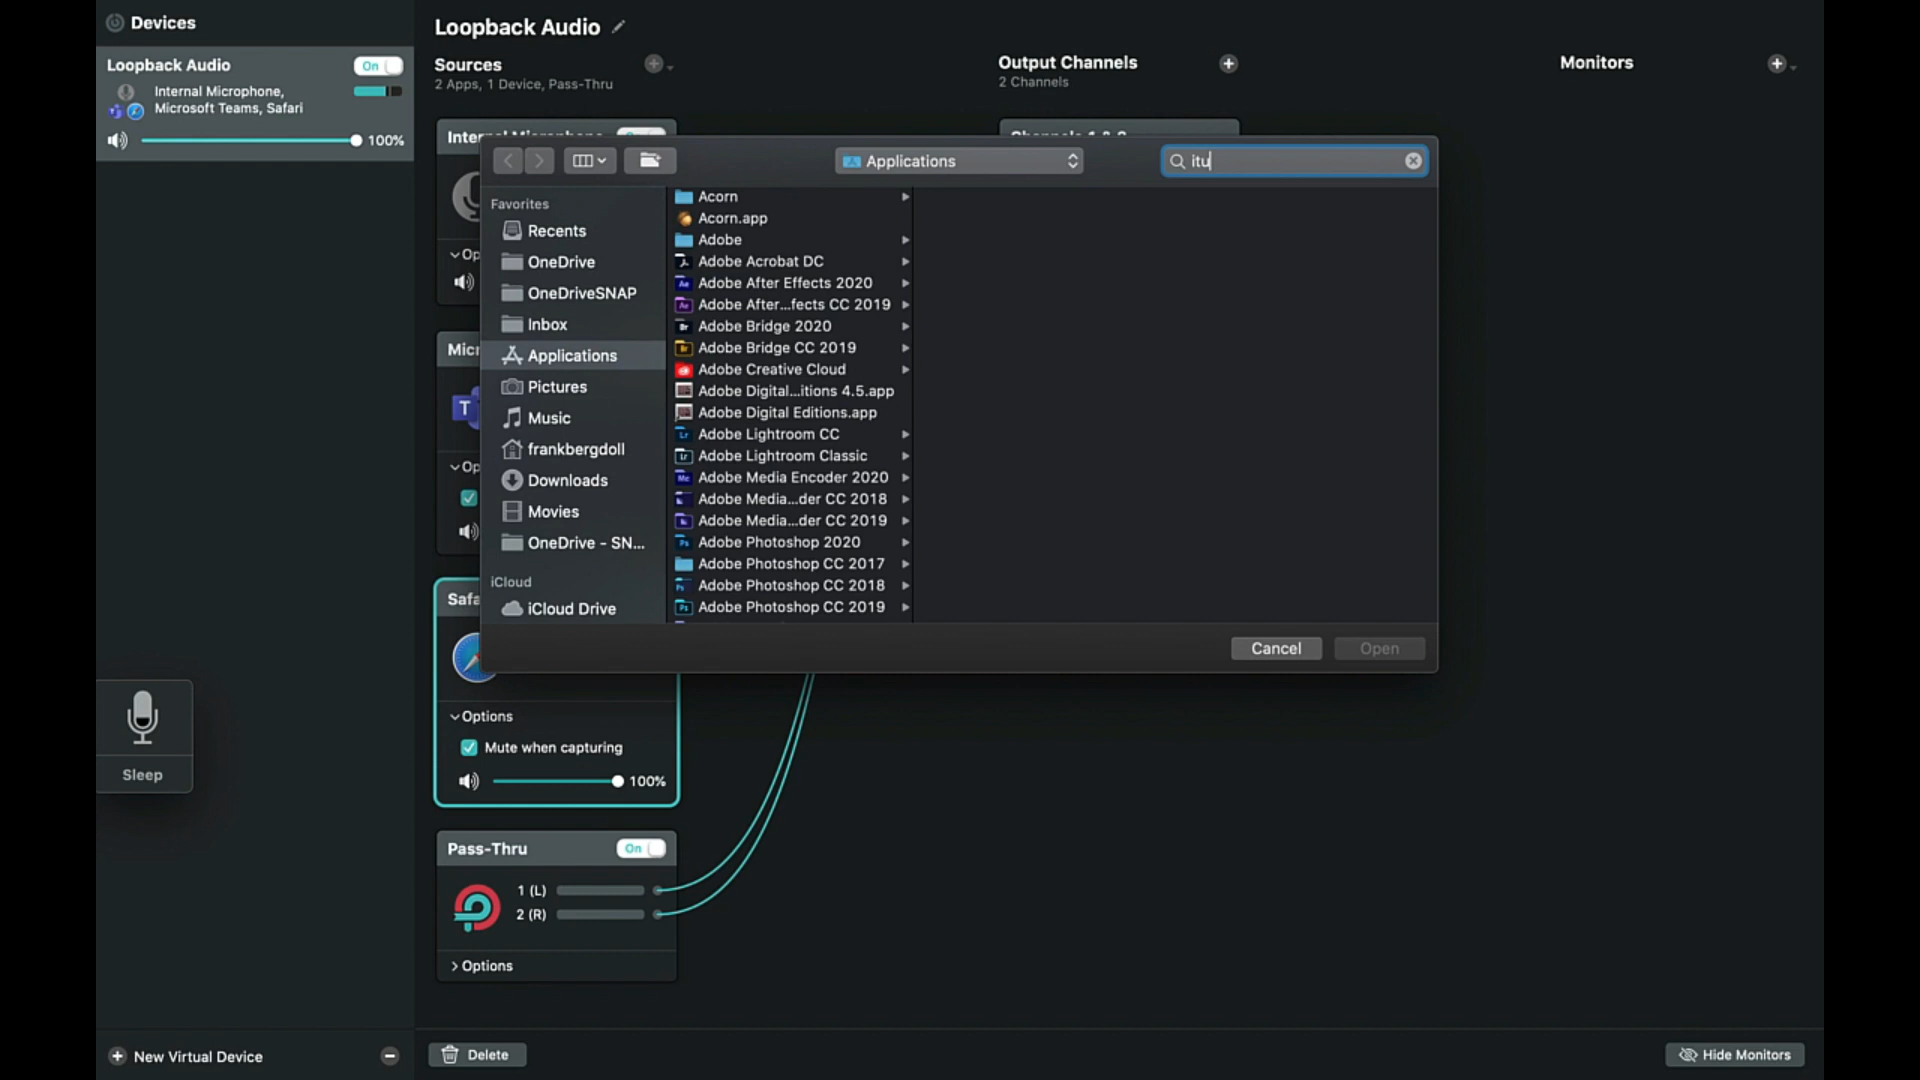 Devices
Loopback Audio
On
Internal Microphone,
Microsoft Teams, Safari
100%
Loopback Audio
Sources
2 Apps, 1 Device, Pass-Thru
Output Channels
2 Channels
Monitors
Applications
itu
Favorites
Recents
OneDrive
OneDriveSNAP
Inbox
Applications
Pictures
Music
frankbergdoll
Downloads
Movies
OneDrive - SN...
iCloud
iCloud Drive
Acorn
Acorn.app
Adobe
Adobe Acrobat DC
Adobe After Effects 2020
Adobe After...fects CC 2019
Adobe Bridge 2020
Adobe Bridge CC 2019
Adobe Creative Cloud
Adobe Digital...itions 4.5.app
Adobe Digital Editions.app
Adobe Lightroom CC
Adobe Lightroom Classic
Adobe Media Encoder 2020
Adobe Media...der CC 2018
Adobe Media...der CC 2019
Adobe Photoshop 2020
Adobe Photoshop CC 2017
Adobe Photoshop CC 2018
Adobe Photoshop CC 2019
Cancel
Open
Options
Mute when capturing
100%
Sleep
Pass-Thru
On
1 (L)
2 (R)
Options
New Virtual Device
Delete
Hide Monitors